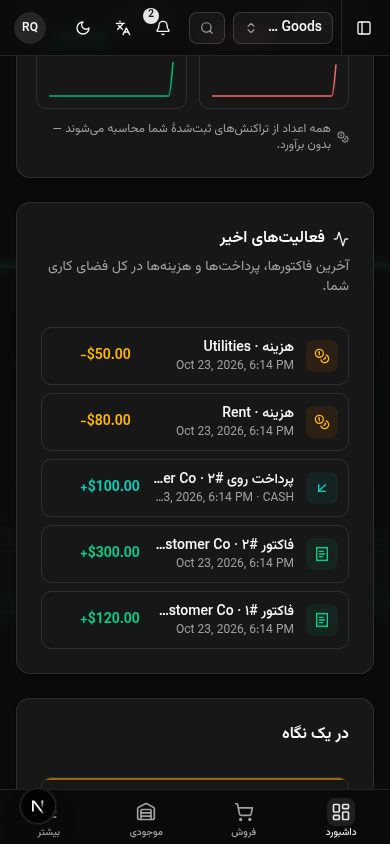 ... Goods
2
RQ
همه اعداد از تراکنش‌های ثبت‌شدهٔ شما محاسبه می‌شوند —
بدون برآورد.
فعالیت‌های اخیر
آخرین فاکتورها، پرداخت‌ها و هزینه‌ها در کل فضای کاری
شما.
هزینه · Utilities
-$50.00
Oct 23, 2026, 6:14 PM
هزینه · Rent
-$80.00
Oct 23, 2026, 6:14 PM
پرداخت روی #۲ · er Co...
+$100.00
...3, 2026, 6:14 PM · CASH
فاکتور #۲ · stomer Co...
+$300.00
Oct 23, 2026, 6:14 PM
فاکتور #۱ · stomer Co...
+$120.00
Oct 23, 2026, 6:14 PM
در یک نگاه
داشبورد
فروش
موجودی
بیشتر
N